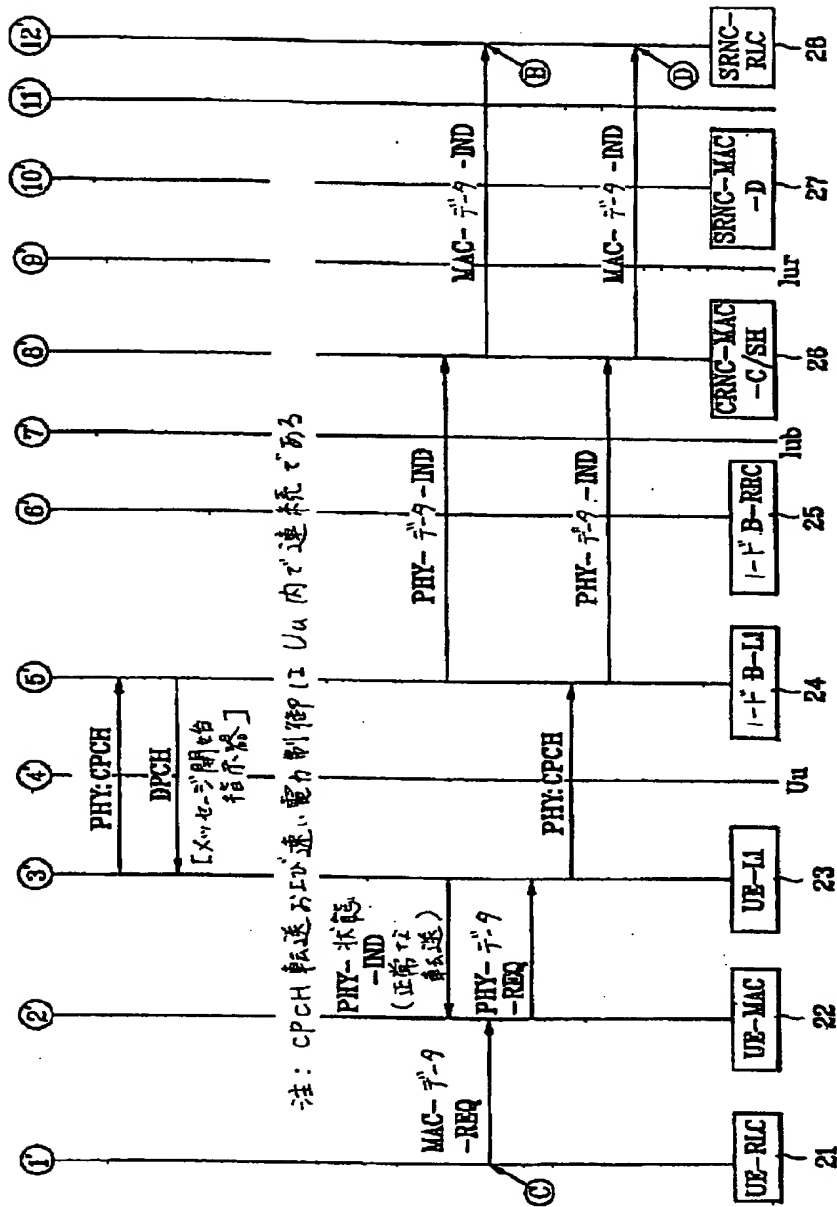 ①' ②' ③' ④' ⑤' ⑥' ⑦' ⑧' ⑨' ⑩' ⑪' ⑫'
PHY:CPCH
DPCH
[メッセージ開始
指示器]
注: CPCH 転送および速い電力制御は Uu 内で連続である
PHY-状態
-IND
(正常な
転送)
PHY-データ-IND
MAC-データ-IND
Ⓑ
MAC-データ
-REQ
Ⓒ
PHY-データ
-REQ
PHY:CPCH
PHY-データ-IND
MAC-データ-IND
Ⓓ
UE-RLC
21
UE-MAC
22
UE-L1
23
Uu
ノードB-L1
24
ノードB-RRC
25
Iub
CRNC-MAC
-C/SH
26
Iur
SRNC-MAC
-D
27
SRNC-
RLC
28